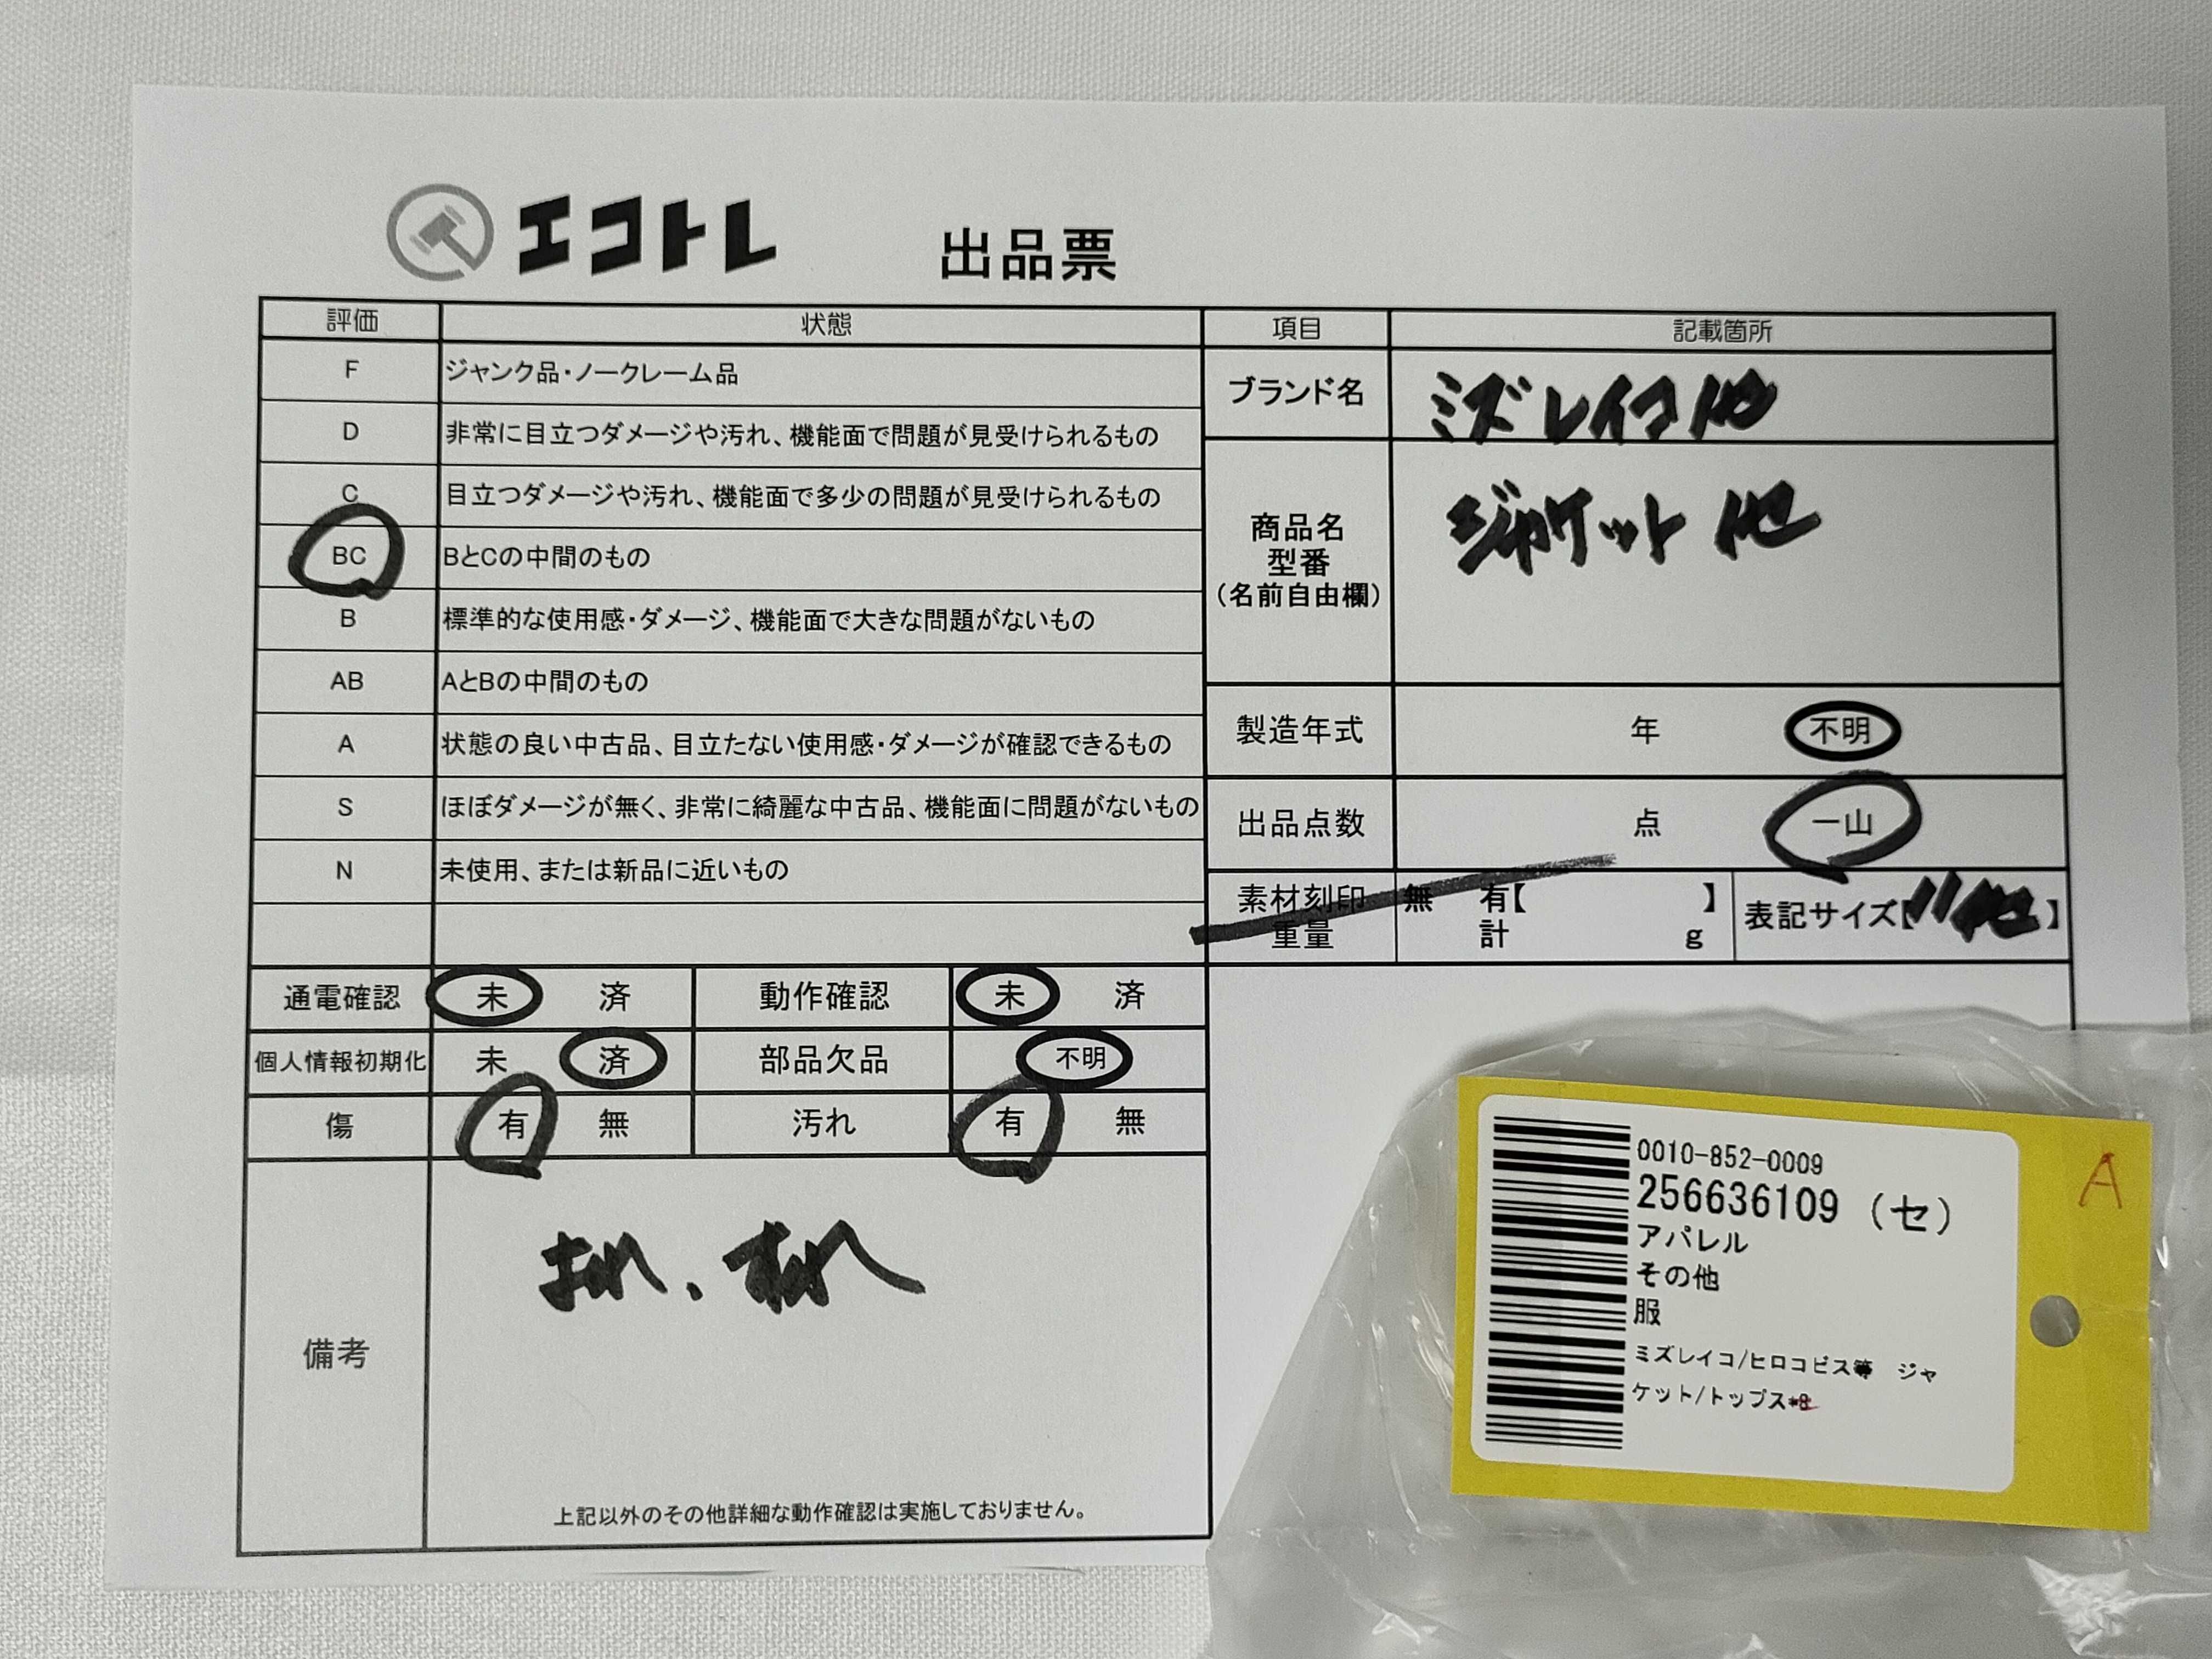 エコトレ
出品票
評価 状態 項目 記載箇所
F ジャンク品・ノークレーム品
D 非常に目立つダメージや汚れ、機能面で問題が見受けられるもの
C 目立つダメージや汚れ、機能面で多少の問題が見受けられるもの
BC BとCの中間のもの
B 標準的な使用感・ダメージ、機能面で大きな問題がないもの
AB AとBの中間のもの
A 状態の良い中古品、目立たない使用感・ダメージが確認できるもの
S ほぼダメージが無く、非常に綺麗な中古品、機能面に問題がないもの
N 未使用、または新品に近いもの
ブランド名 ミズレイコ他
商品名
型番
(名前自由欄)
ジャケット 他
製造年式 年 不明
出品点数 点 一山
素材刻印 無 有【 】
重量 計 g
表記サイズ【11他】
通電確認 未 済 動作確認 未 済
個人情報初期化 未 済 部品欠品 不明
傷 有 無 汚れ 有 無
備考
上記以外のその他詳細な動作確認は実施しておりません。
0010-852-0009
256636109 (セ)
アパレル
その他
服
ミズレイコ/ヒロコビス等 ジャ
ケット/トップス*8
A